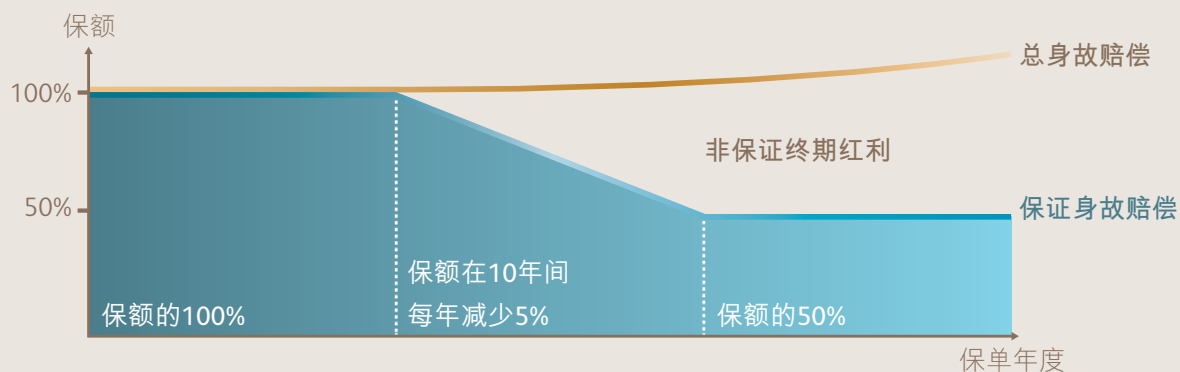 保额
总身故赔偿
100%
非保证终期红利
50%
保证身故赔偿
保额在10年间
每年减少5%
保额的100%
保额的50%
保单年度